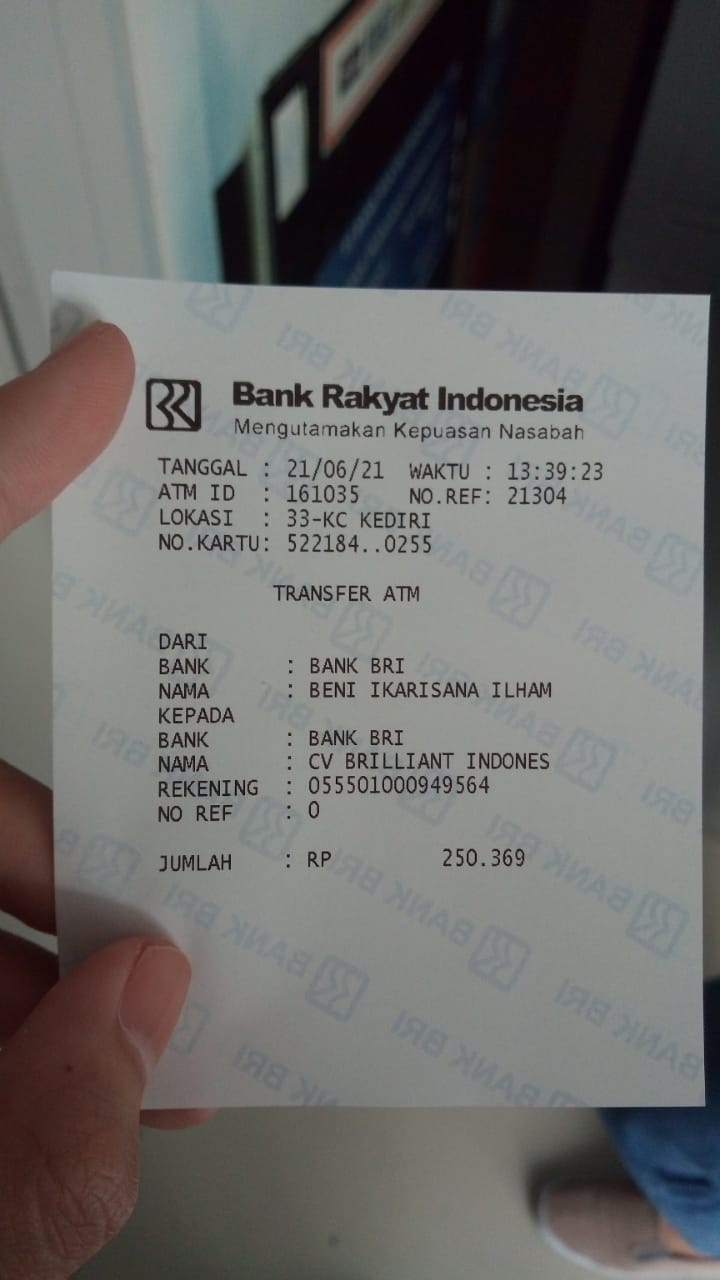 Bank Rakyat Indonesia
Mengutamakan Kepuasan Nasabah
TANGGAL : 21/06/21 WAKTU : 13:39:23
ATM ID : 161035 NO.REF: 21304
LOKASI : 33-KC KEDIRI
NO.KARTU: 522184..0255
TRANSFER ATM
DARI
BANK : BANK BRI
NAMA : BENI IKARISANA ILHAM
KEPADA
BANK : BANK BRI
NAMA : CV BRILLIANT INDONES
REKENING : 055501000949564
NO REF : 0
JUMLAH : RP 250.369